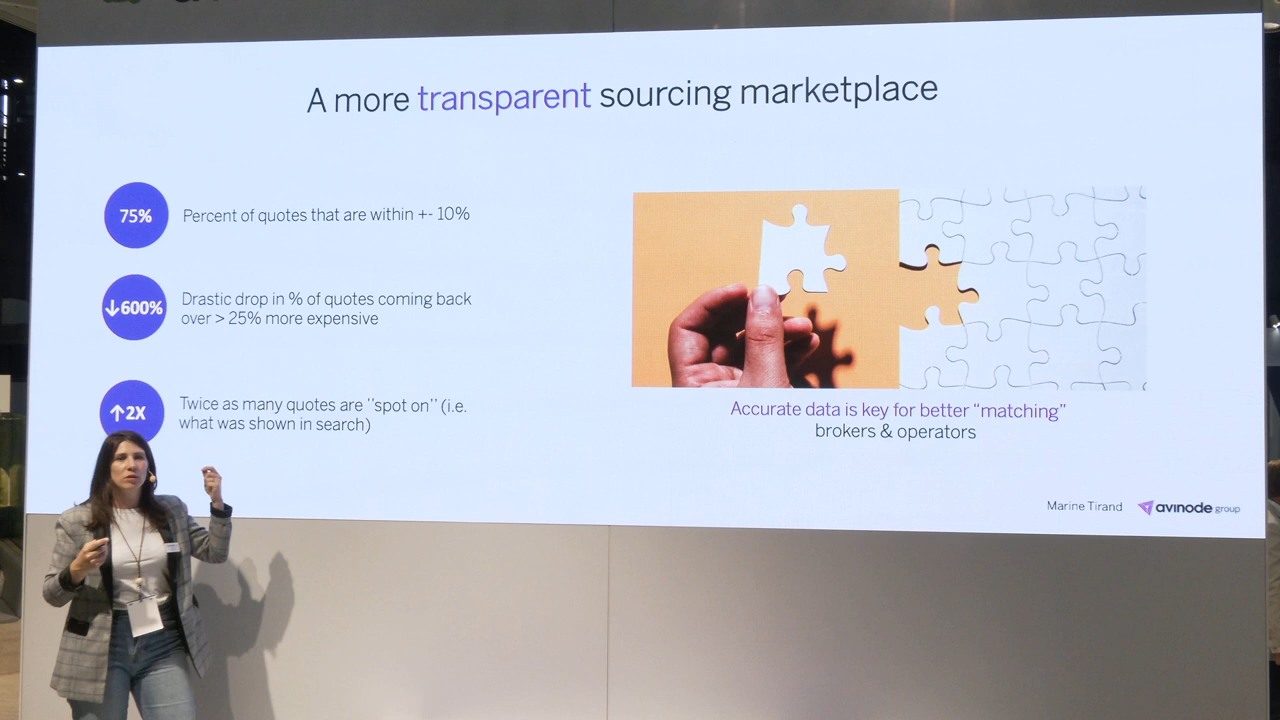 A more transparent sourcing marketplace
75%
Percent of quotes that are within +- 10%
↓600%
Drastic drop in % of quotes coming back
over > 25% more expensive
↑2X
Twice as many quotes are "spot on" (i.e.
what was shown in search)
Accurate data is key for better “matching”
brokers & operators
Marine Tirand
avinode group